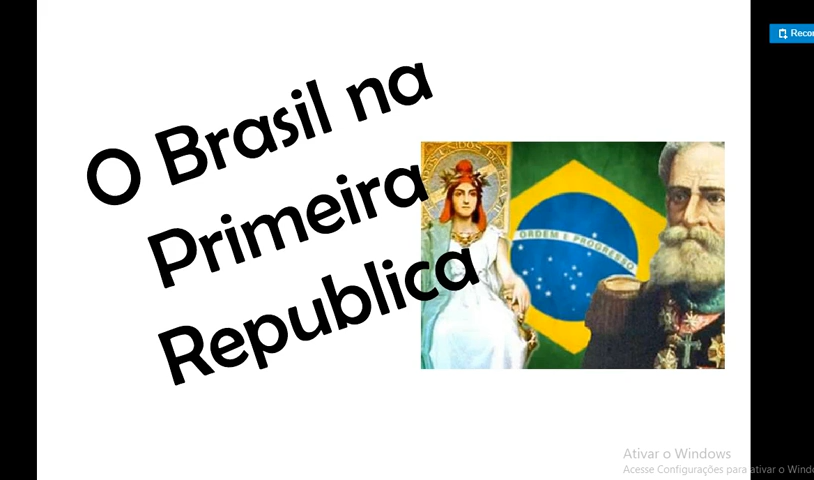 Recor
O Brasil na
Primeira
Republica
ORDEM E PROGRESSO
Ativar o Windows
Acesse Configurações para ativar o Windo